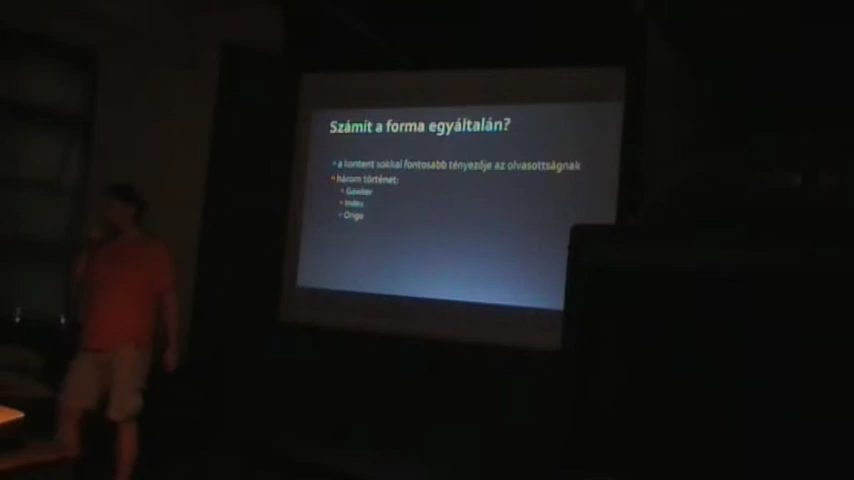 Számít a forma egyáltalán?
a kontent sokkal fontosabb tényezője az olvasottságnak
három történet:
Gawker
Index
Origo